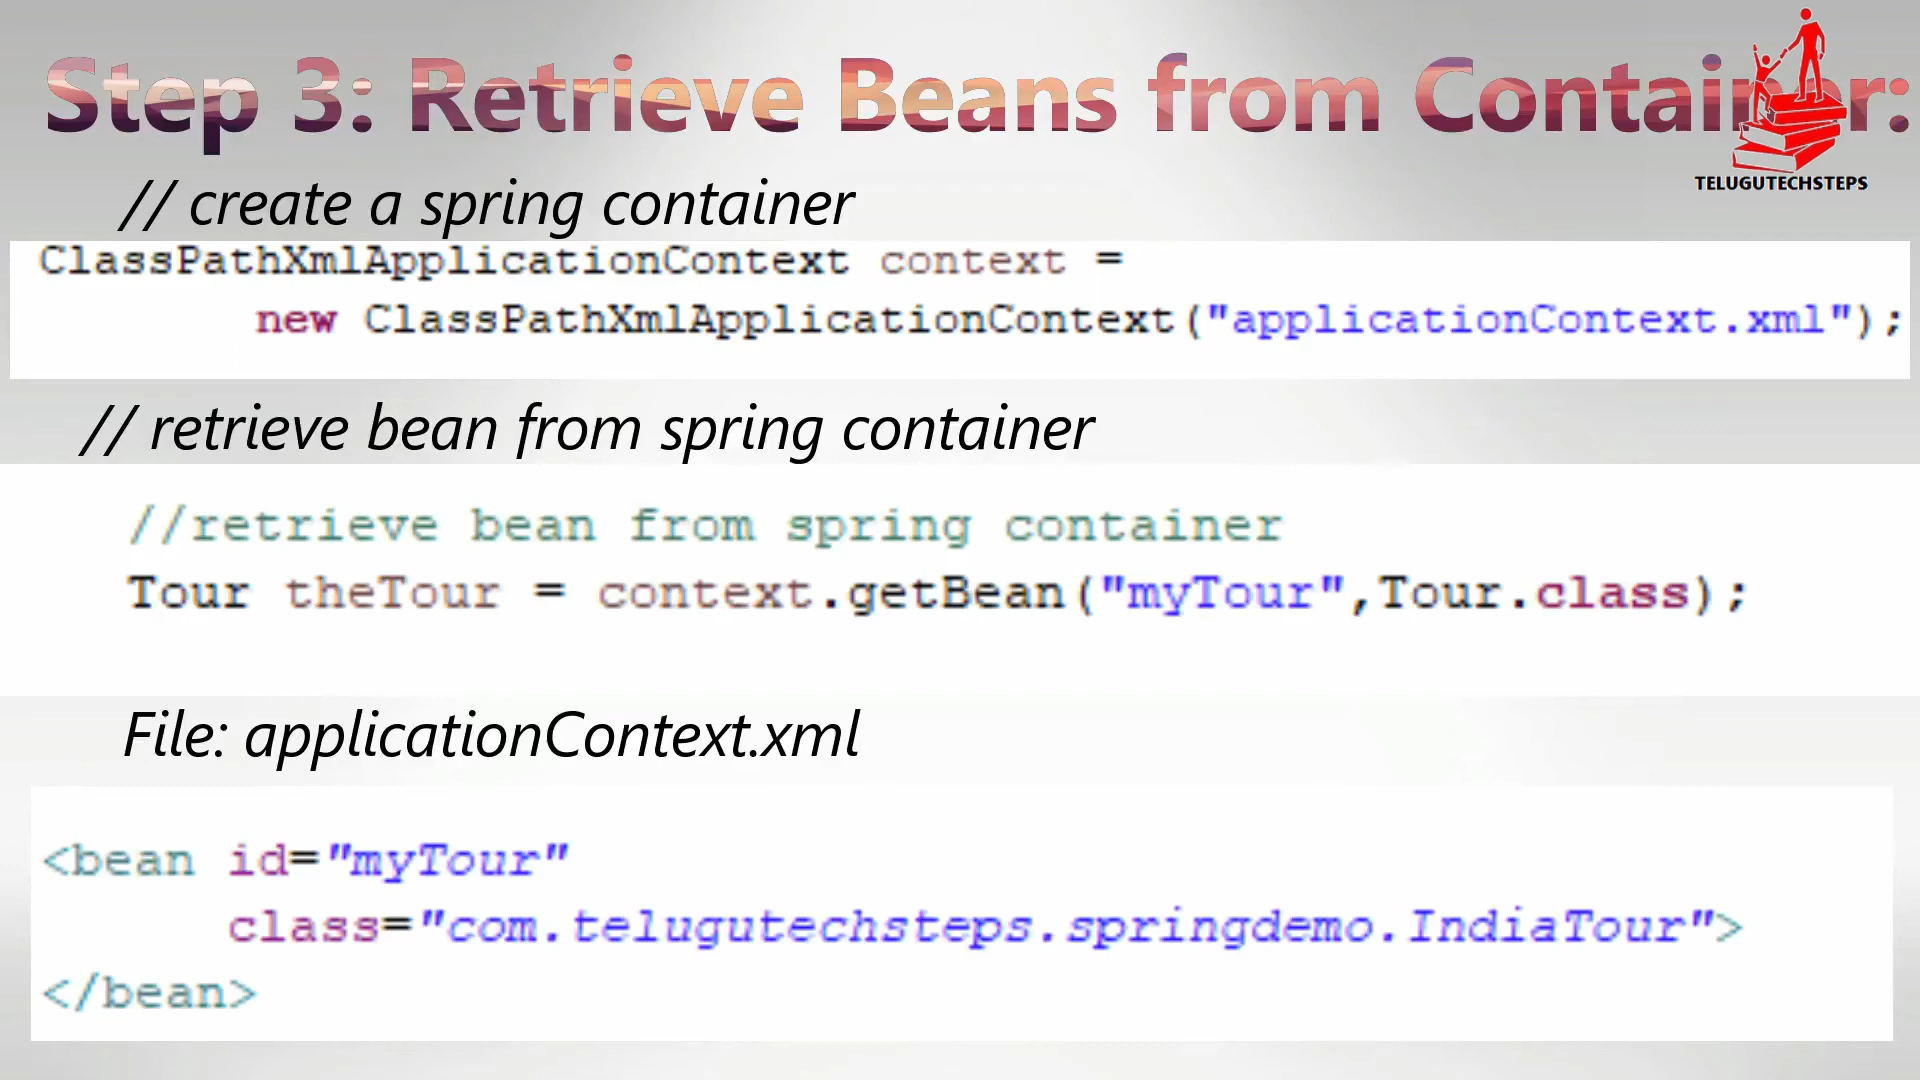 Step 3: Retrieve Beans from Container:
TELUGUTECHSTEPS
// create a spring container
ClassPathXmlApplicationContext context =
new ClassPathXmlApplicationContext("applicationContext.xml");
// retrieve bean from spring container
//retrieve bean from spring container
Tour theTour = context.getBean("myTour",Tour.class);
File: applicationContext.xml
<bean id="myTour"
class="com.telugutechsteps.springdemo.IndiaTour">
</bean>